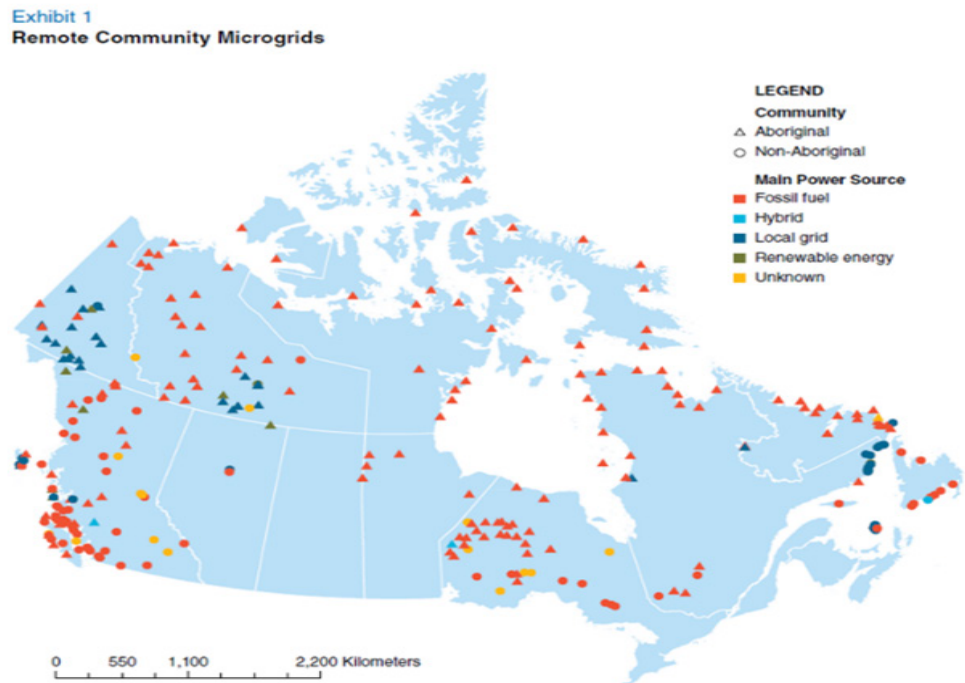 Exhibit 1
Remote Community Microgrids
LEGEND
Community
Aboriginal
Non-Aboriginal
Main Power Source
Fossil fuel
Hybrid
Local grid
Renewable energy
Unknown
0 550 1,100 2,200 Kilometers